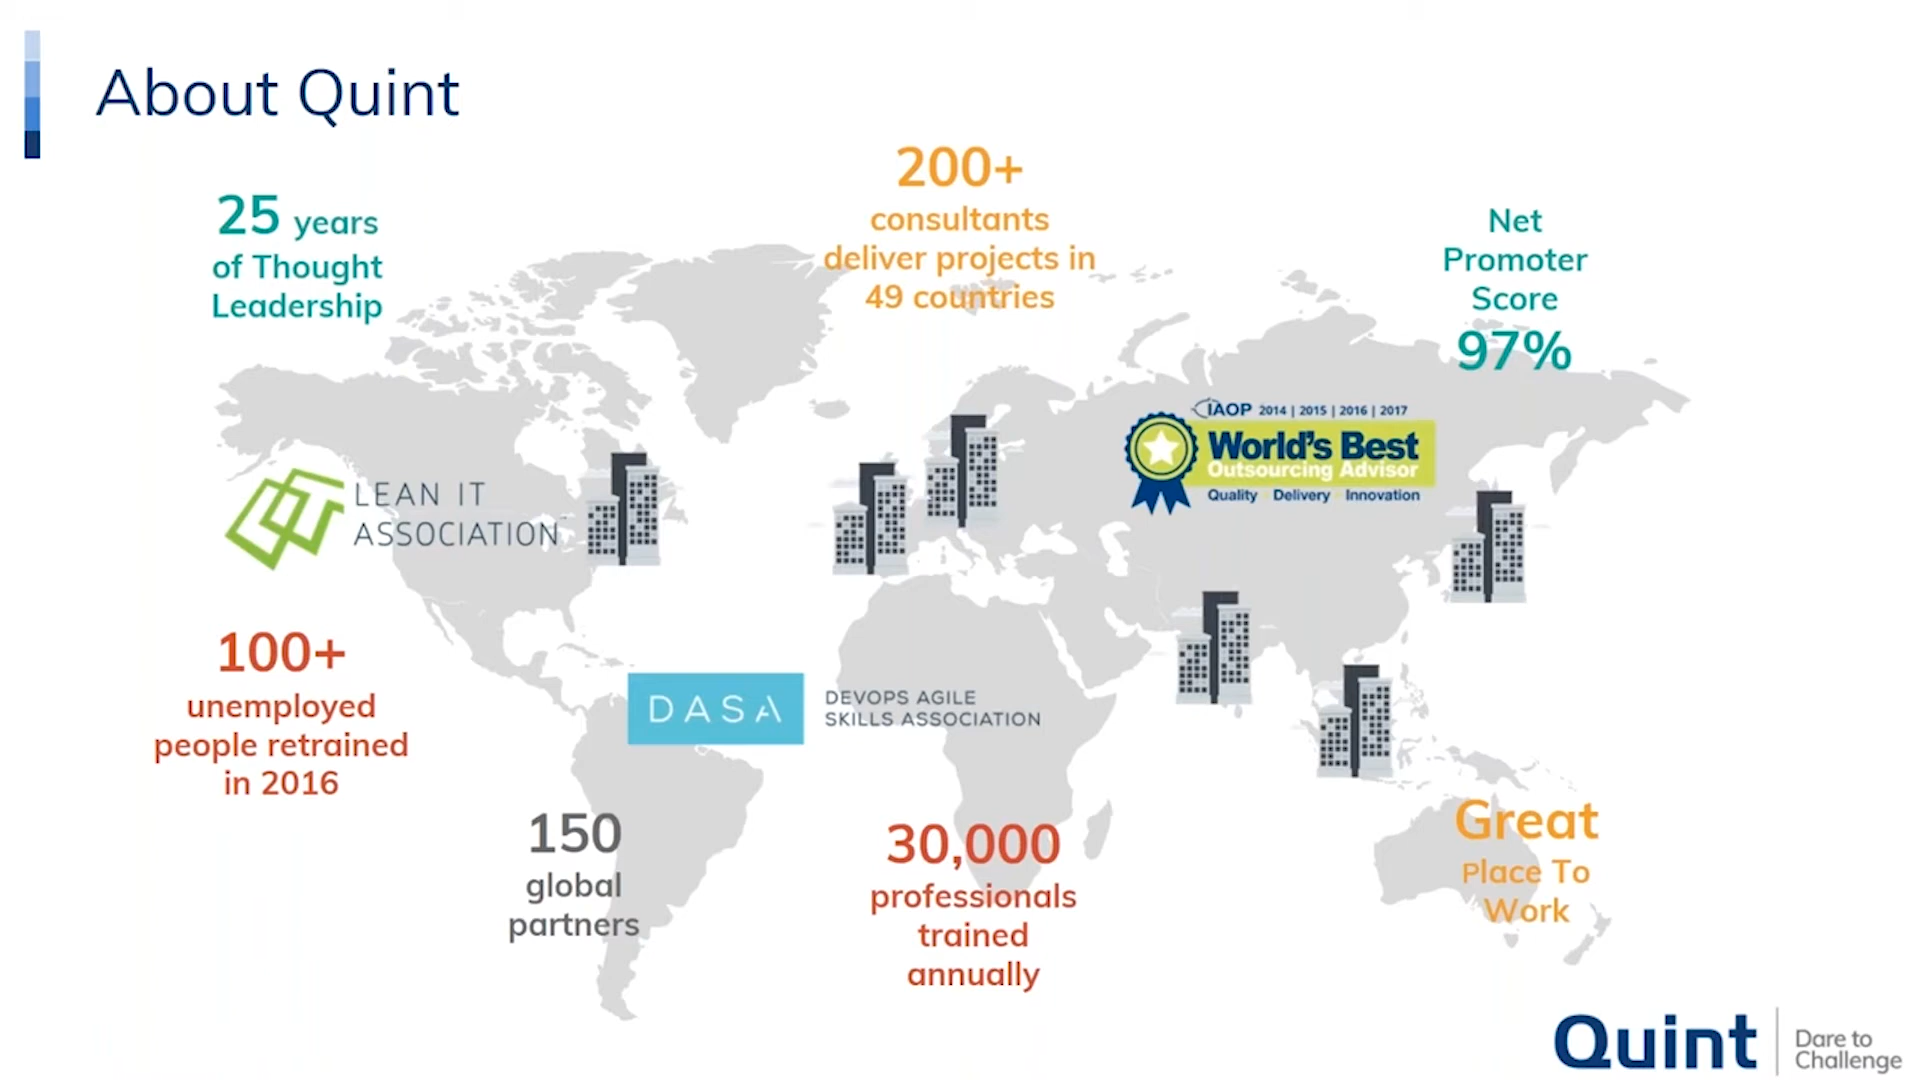 About Quint
25 years
of Thought
Leadership
200+
consultants
deliver projects in
49 countries
Net
Promoter
Score
97%
IAOP 2014 | 2015 | 2016 | 2017
World's Best
Outsourcing Advisor
Quality Delivery Innovation
LEAN IT
ASSOCIATION
100+
unemployed
people retrained
in 2016
DASA
DEVOPS AGILE
SKILLS ASSOCIATION
150
global
partners
30,000
professionals
trained
annually
Great
Place To
Work
Quint
Dare to
Challenge